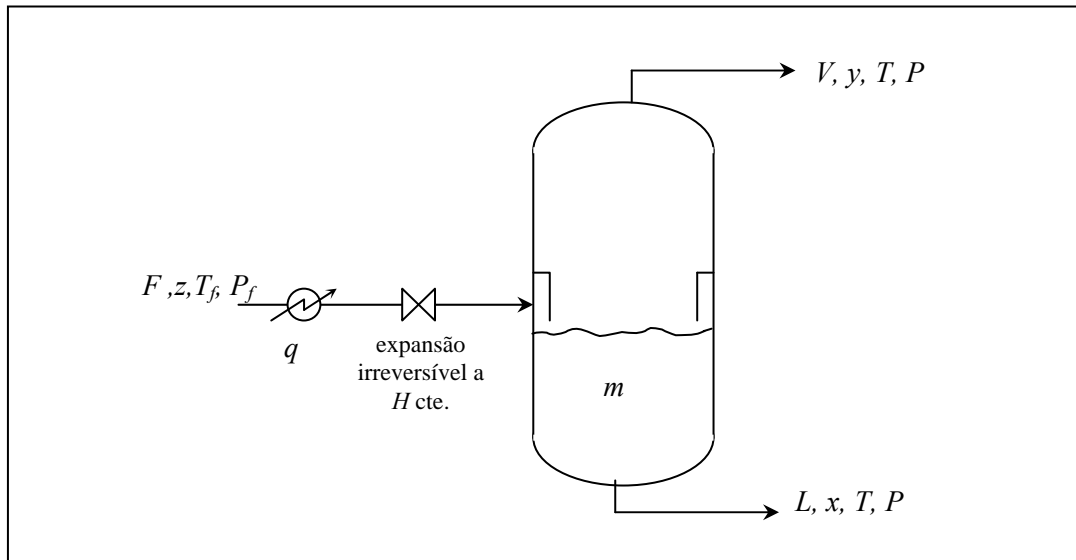 V, y, T, P
F ,z,T_f, P_f
q
expansão
irreversível a
H cte.
m
L, x, T, P